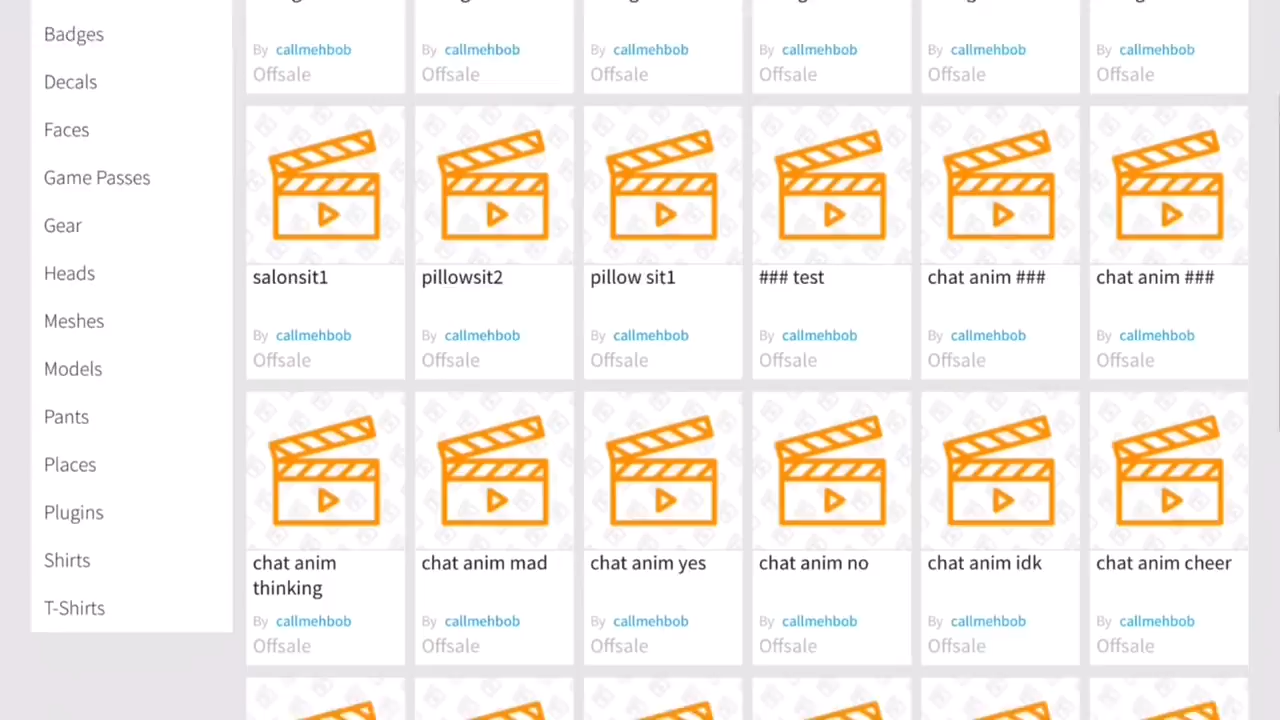 Badges
Decals
Faces
Game Passes
Gear
Heads
Meshes
Models
Pants
Places
Plugins
Shirts
T-Shirts
By callmehbob By callmehbob By callmehbob By callmehbob By callmehbob By callmehbob
Offsale Offsale Offsale Offsale Offsale Offsale
salonsit1 pillowsit2 pillow sit1 ### test chat anim ### chat anim ###
By callmehbob By callmehbob By callmehbob By callmehbob By callmehbob By callmehbob
Offsale Offsale Offsale Offsale Offsale Offsale
chat anim chat anim mad chat anim yes chat anim no chat anim idk chat anim cheer
thinking
By callmehbob By callmehbob By callmehbob By callmehbob By callmehbob By callmehbob
Offsale Offsale Offsale Offsale Offsale Offsale